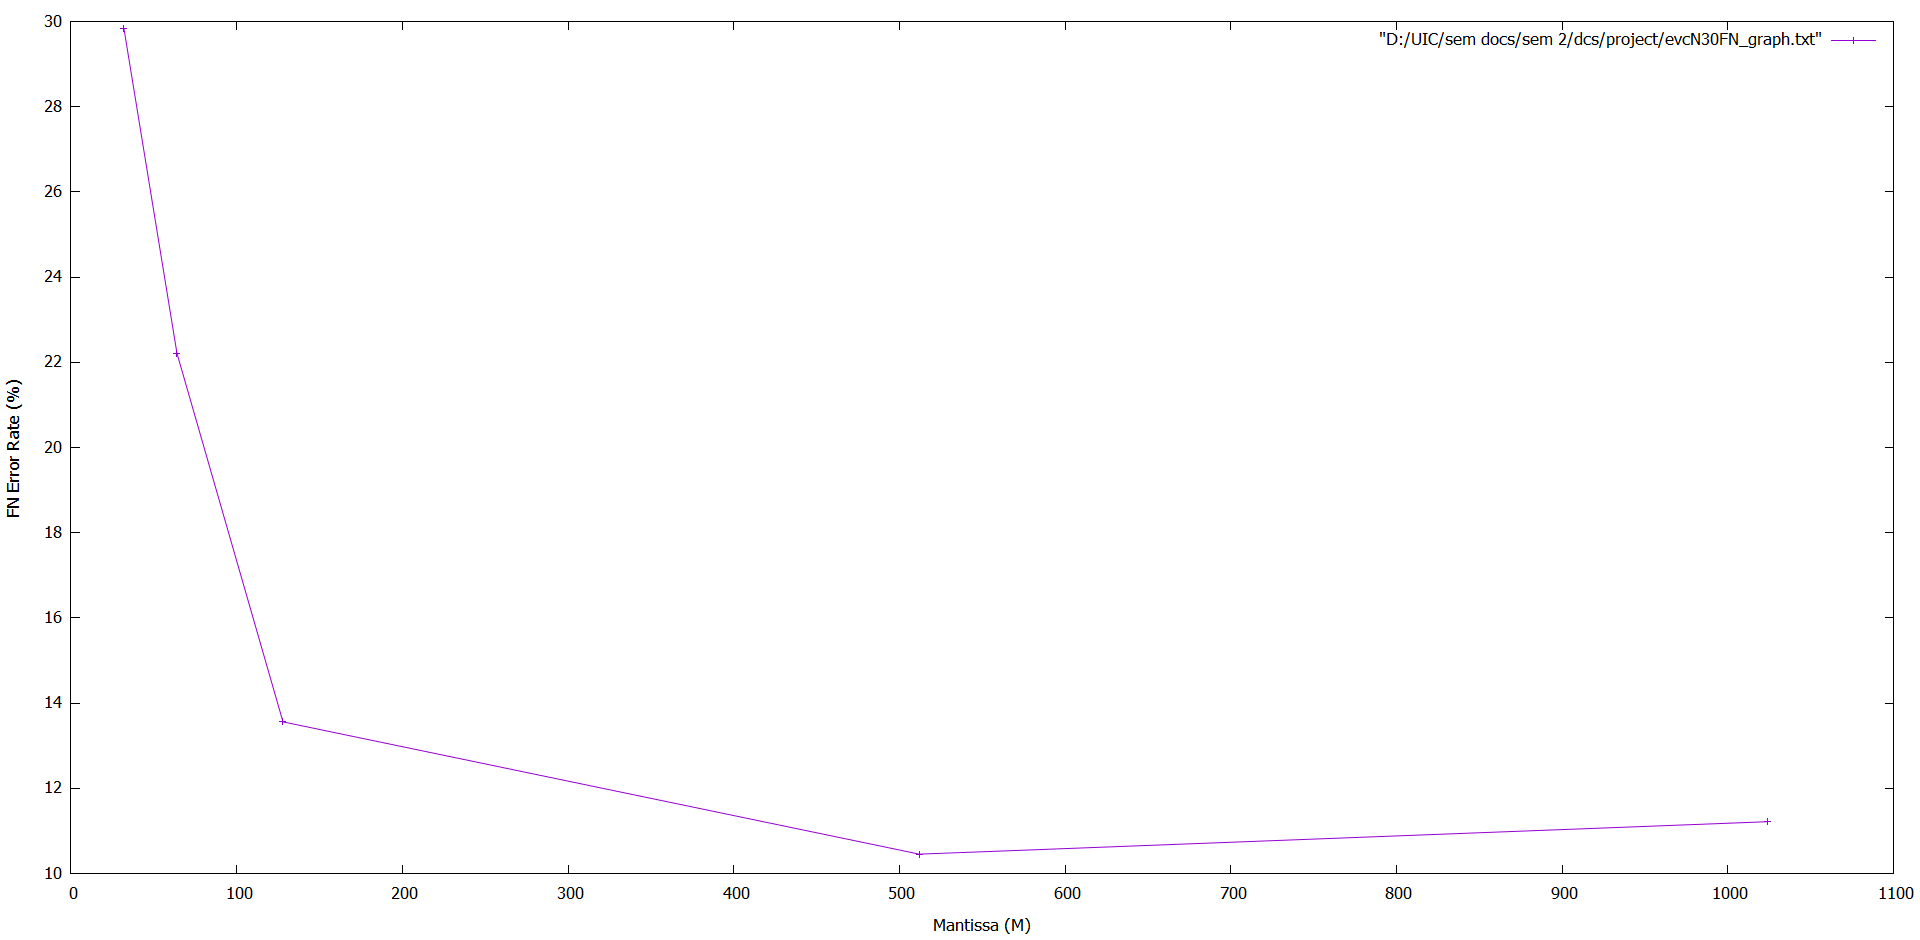 "D:/UIC/sem docs/sem 2/dcs/project/evcN30FN_graph.txt"
30
28
26
24
22
20
18
16
14
12
10
FN Error Rate (%)
0 100 200 300 400 500 600 700 800 900 1000 1100
Mantissa (M)